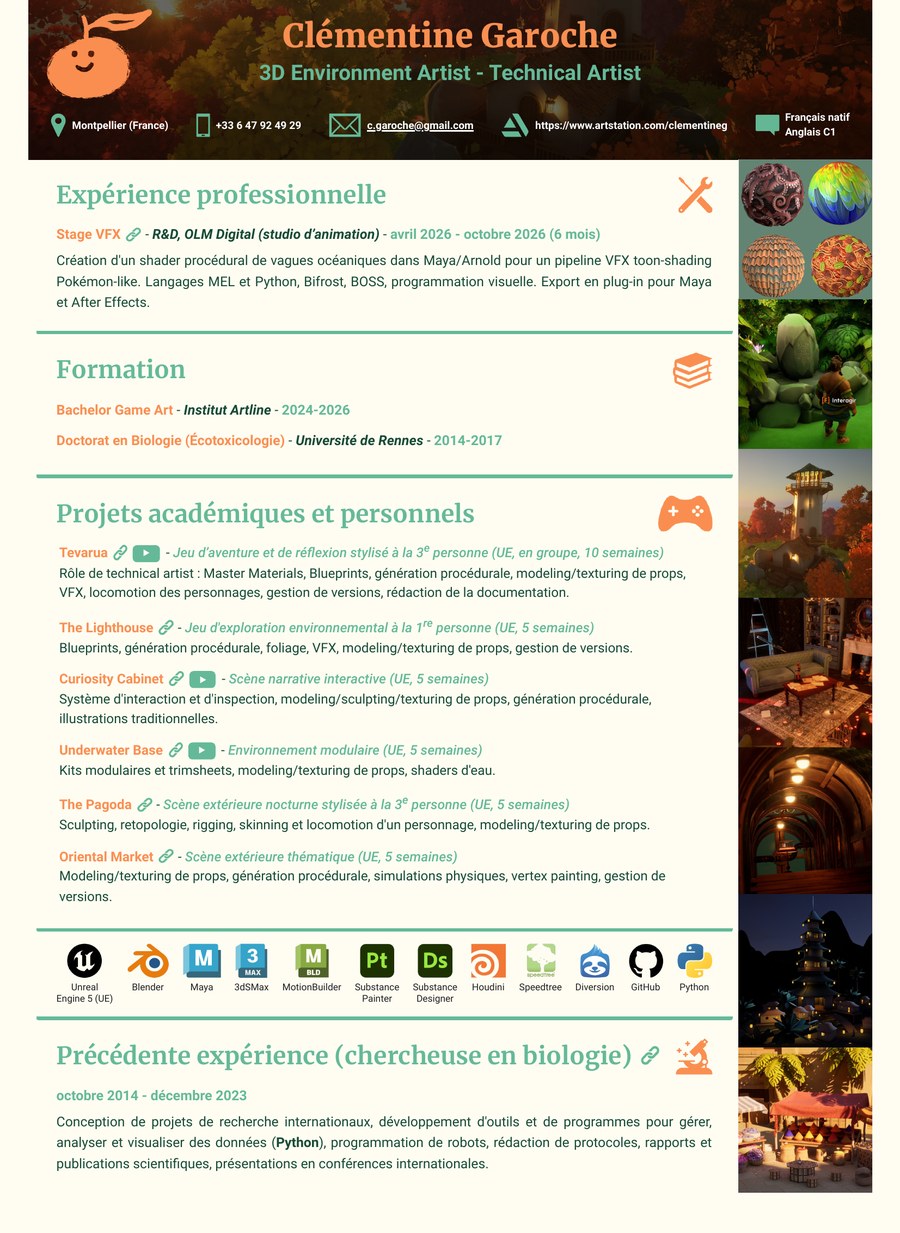 Clémentine Garoche
3D Environment Artist - Technical Artist
Montpellier (France)
+33 6 47 92 49 29
c.garoche@gmail.com
https://www.artstation.com/clementineg
Français natif
Anglais C1
Expérience professionnelle
Stage VFX - R&D, OLM Digital (studio d’animation) - avril 2026 - octobre 2026 (6 mois)
Création d'un shader procédural de vagues océaniques dans Maya/Arnold pour un pipeline VFX toon-shading
Pokémon-like. Langages MEL et Python, Bifrost, BOSS, programmation visuelle. Export en plug-in pour Maya
et After Effects.
Formation
Bachelor Game Art - Institut Artline - 2024-2026
Doctorat en Biologie (Écotoxicologie) - Université de Rennes - 2014-2017
Projets académiques et personnels
Tevarua - Jeu d’aventure et de réflexion stylisé à la 3e personne (UE, en groupe, 10 semaines)
Rôle de technical artist : Master Materials, Blueprints, génération procédurale, modeling/texturing de props,
VFX, locomotion des personnages, gestion de versions, rédaction de la documentation.
The Lighthouse - Jeu d'exploration environnemental à la 1re personne (UE, 5 semaines)
Blueprints, génération procédurale, foliage, VFX, modeling/texturing de props, gestion de versions.
Curiosity Cabinet - Scène narrative interactive (UE, 5 semaines)
Système d'interaction et d'inspection, modeling/sculpting/texturing de props, génération procédurale,
illustrations traditionnelles.
Underwater Base - Environnement modulaire (UE, 5 semaines)
Kits modulaires et trimsheets, modeling/texturing de props, shaders d'eau.
The Pagoda - Scène extérieure nocturne stylisée à la 3e personne (UE, 5 semaines)
Sculpting, retopologie, rigging, skinning et locomotion d'un personnage, modeling/texturing de props.
Oriental Market - Scène extérieure thématique (UE, 5 semaines)
Modeling/texturing de props, génération procédurale, simulations physiques, vertex painting, gestion de
versions.
M
3
MAX
M
BLD
Pt
Ds
SPEEDTREE
Unreal
Engine 5 (UE)
Blender
Maya
3dSMax
MotionBuilder
Substance
Painter
Substance
Designer
Houdini
Speedtree
Diversion
GitHub
Python
Précédente expérience (chercheuse en biologie)
octobre 2014 - décembre 2023
Conception de projets de recherche internationaux, développement d'outils et de programmes pour gérer,
analyser et visualiser des données (Python), programmation de robots, rédaction de protocoles, rapports et
publications scientifiques, présentations en conférences internationales.
[E] Interagir